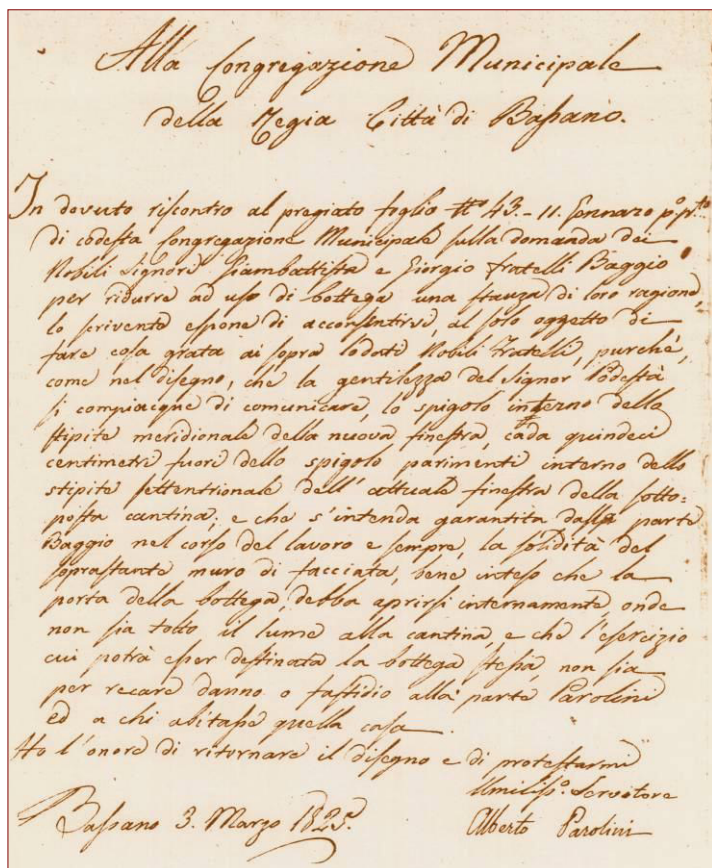 Alla Congregazione Municipale
della Regia Città di Bassano.
In dovuto riscontro al pregiato foglio N.º 43.- 11. Gennaro p.º p.to
di codesta Congregazione Municipale sulla domanda dei
Nobili Signori Giambattista e Giorgio fratelli Baggio
per ridurre ad uso di bottega una stanza di loro ragione,
lo scrivente espone di acconsentirvi, al solo oggetto di
fare cosa grata ai sopra lodati Nobili Fratelli, purché,
come nel disegno, che la gentilezza del Signor Podestà
si compiacque di comunicare, lo spigolo interno della
stipite meridionale della nuova finestra, cada quindeci
centimetri fuori dello spigolo parimenti interno dello
stipite settentrionale dell' attuale finestra della sotto=
posta cantina; e che s'intenda garantita dalla parte
Baggio nel corso del lavoro e sempre, la solidità del
soprastante muro di facciata, bene inteso che la
porta della bottega, debba aprirsi internamente, onde
non sia tolto il lume alla cantina, e che l'esercizio
cui potrà esser destinata la bottega stessa, non sia
per recare danno o fastidio alla parte Parolini
ed a chi abitasse quella casa.
Ho l'onore di ritornare il disegno e di protestarmi
Umiliss.º Servitore
Bassano 3. Marzo 1825.
Alberto Parolini